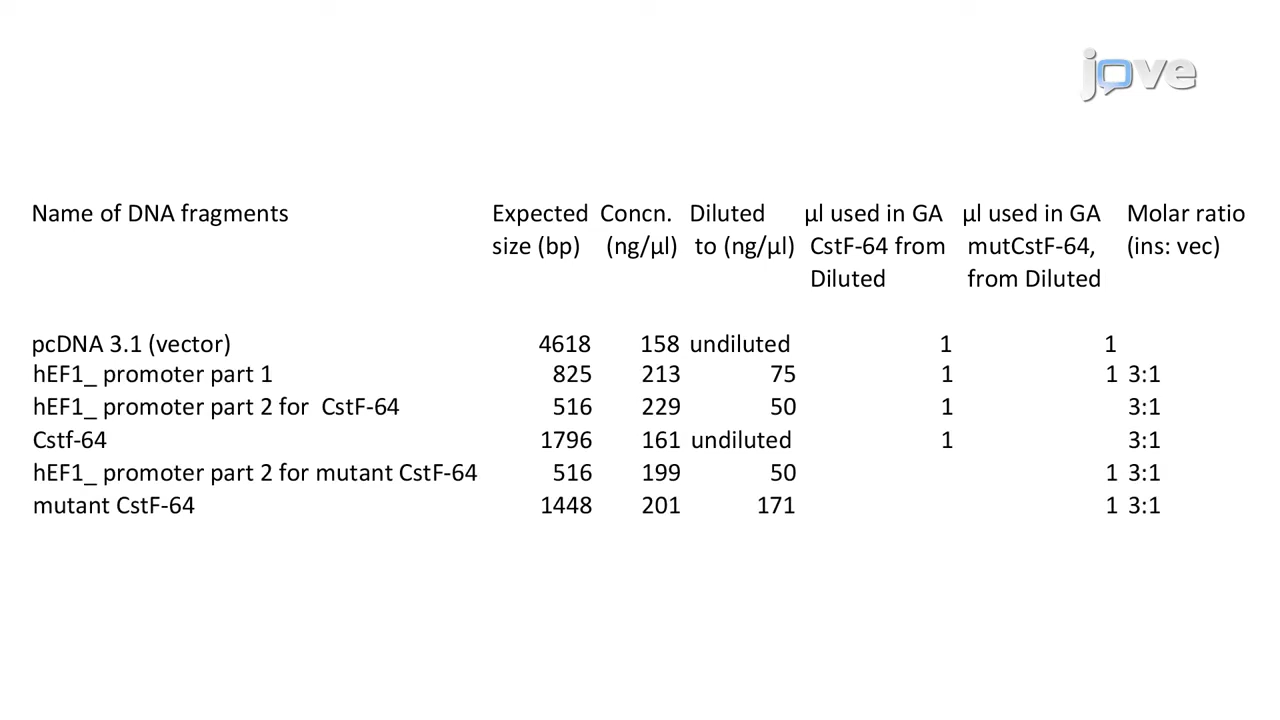 jove
Name of DNA fragments Expected Concn. Diluted µl used in GA µl used in GA Molar ratio
size (bp) (ng/µl) to (ng/µl) CstF-64 from mutCstF-64, (ins: vec)
Diluted from Diluted
pcDNA 3.1 (vector) 4618 158 undiluted 1 1
hEF1_ promoter part 1 825 213 75 1 1 3:1
hEF1_ promoter part 2 for CstF-64 516 229 50 1 3:1
Cstf-64 1796 161 undiluted 1 3:1
hEF1_ promoter part 2 for mutant CstF-64 516 199 50 1 3:1
mutant CstF-64 1448 201 171 1 3:1